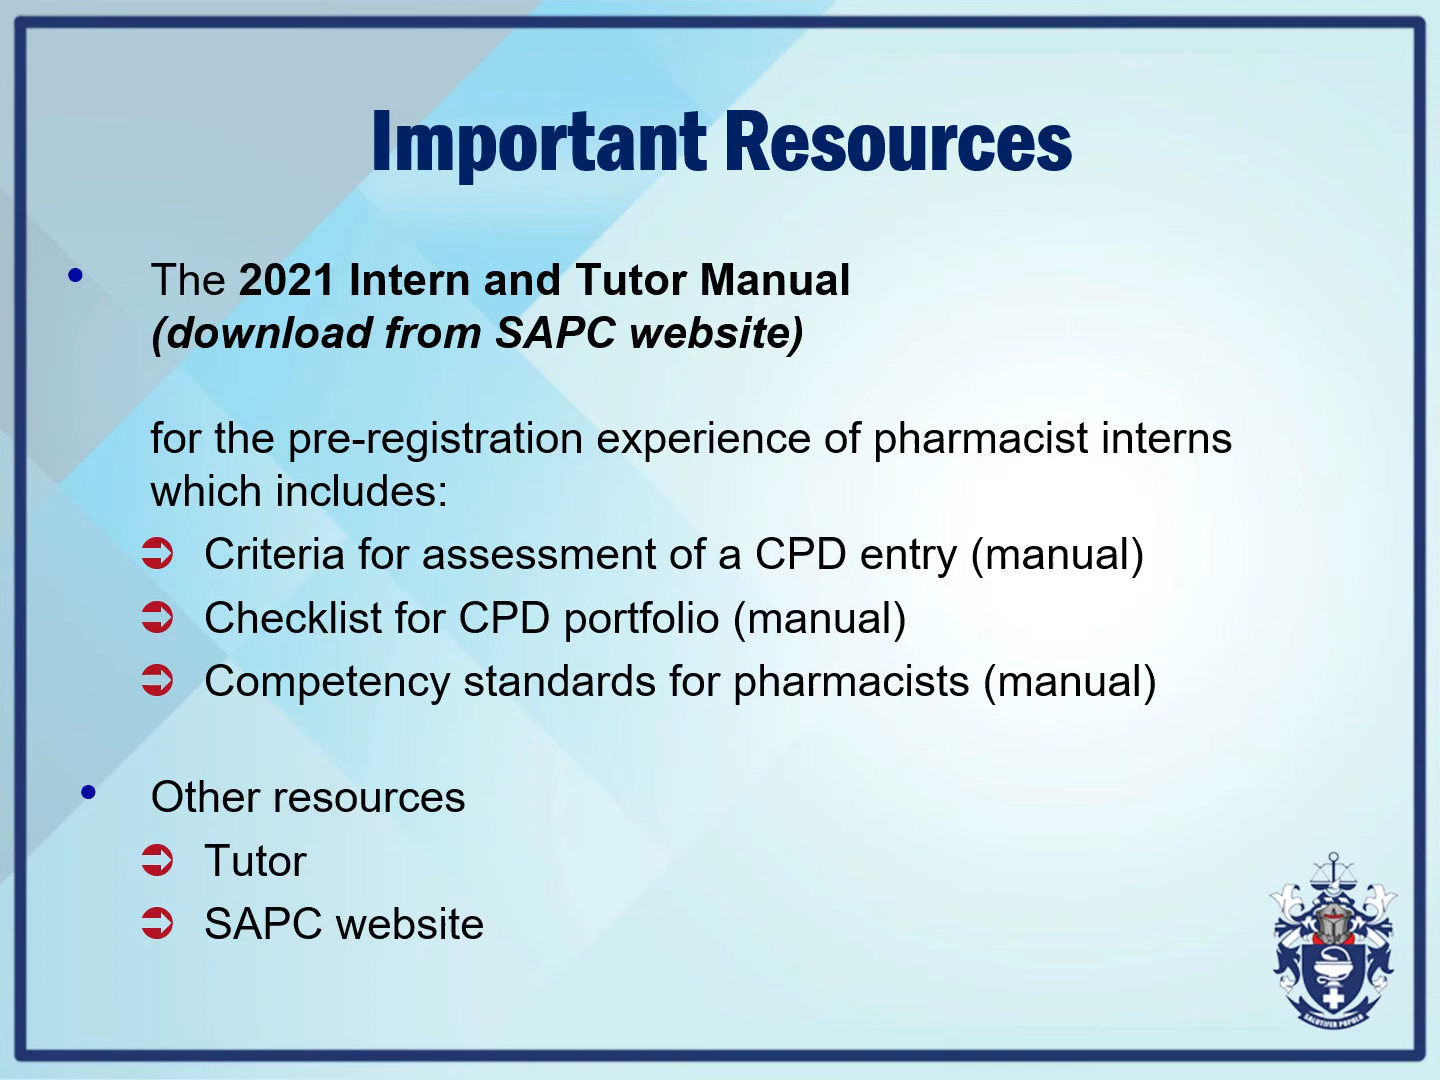 Important Resources
• The 2021 Intern and Tutor Manual
(download from SAPC website)
for the pre-registration experience of pharmacist interns
which includes:
➲ Criteria for assessment of a CPD entry (manual)
➲ Checklist for CPD portfolio (manual)
➲ Competency standards for pharmacists (manual)
• Other resources
➲ Tutor
➲ SAPC website
SALUTIFER POPULO